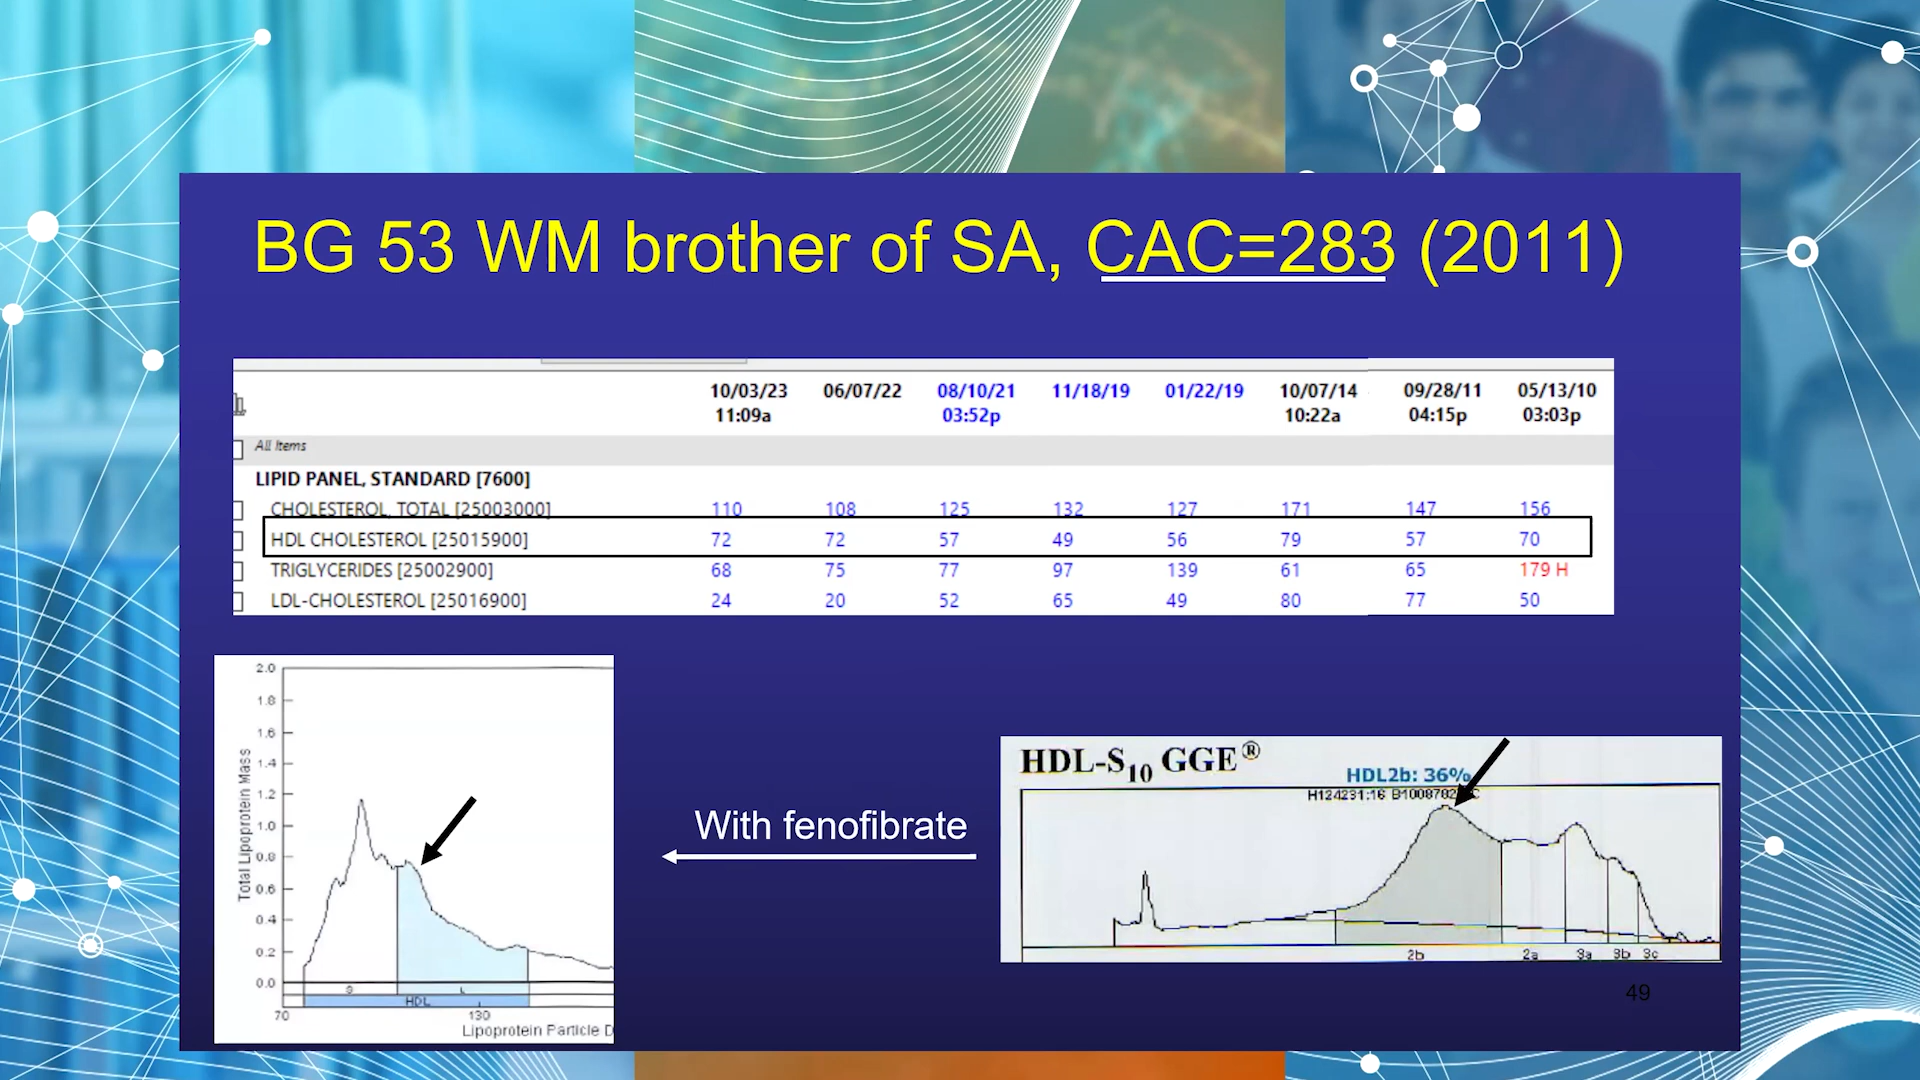 BG 53 WM brother of SA, CAC=283 (2011)
10/03/23 06/07/22 08/10/21 11/18/19 01/22/19 10/07/14 09/28/11 05/13/10
11:09a 03:52p 10:22a 04:15p 03:03p
All Items
LIPID PANEL, STANDARD [7600]
CHOLESTEROL, TOTAL [25003000] 110 108 125 132 127 171 147 156
HDL CHOLESTEROL [25015900] 72 72 57 49 56 79 57 70
TRIGLYCERIDES [25002900] 68 75 77 97 139 61 65 179 H
LDL-CHOLESTEROL [25016900] 24 20 52 65 49 80 77 50
2.0
1.8
1.6
1.4
1.2
1.0
0.8
0.6
0.4
0.2
0.0
Total Lipoprotein Mass
S L
HDL
70 130
Lipoprotein Particle D
With fenofibrate
HDL-S10 GGE®
HDL2b: 36%
H124231:16
2b 2a 3a 3b 3c
49